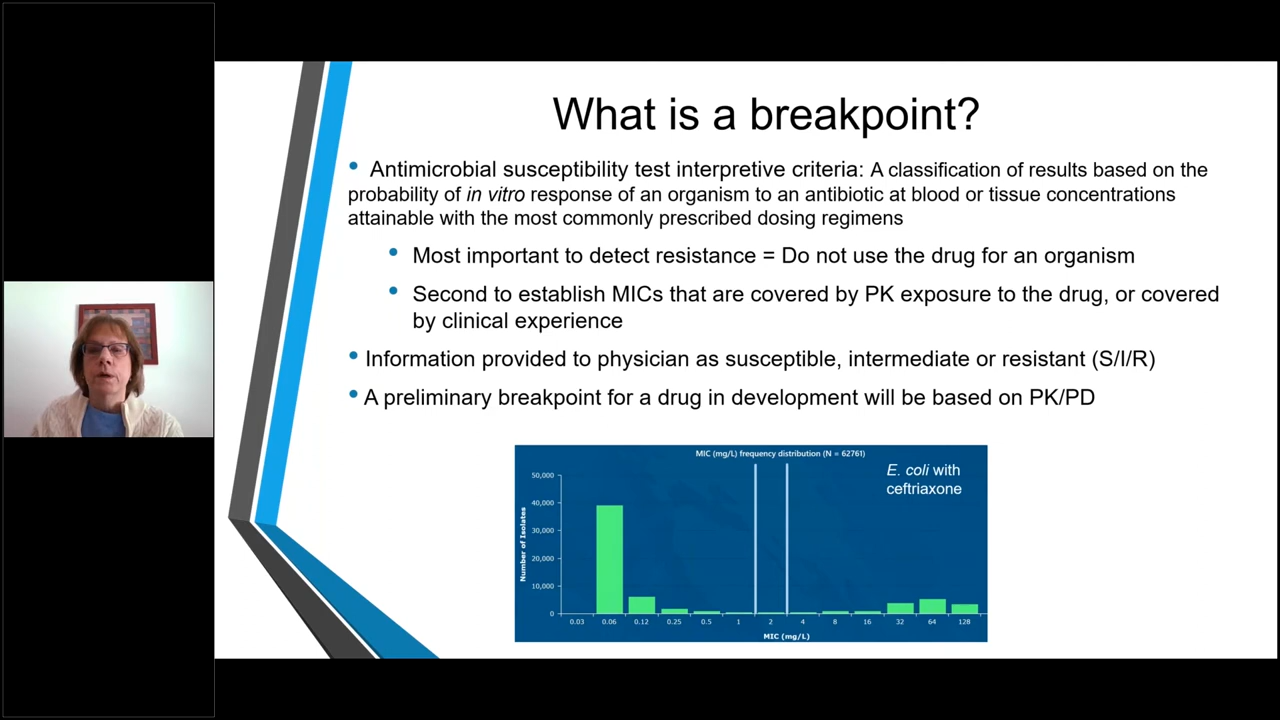 What is a breakpoint?
• Antimicrobial susceptibility test interpretive criteria: A classification of results based on the
probability of in vitro response of an organism to an antibiotic at blood or tissue concentrations
attainable with the most commonly prescribed dosing regimens
• Most important to detect resistance = Do not use the drug for an organism
• Second to establish MICs that are covered by PK exposure to the drug, or covered
by clinical experience
• Information provided to physician as susceptible, intermediate or resistant (S/I/R)
• A preliminary breakpoint for a drug in development will be based on PK/PD
MIC (mg/L) frequency distribution (N = 62761)
E. coli with
ceftriaxone
Number of Isolates
50,000
40,000
30,000
20,000
10,000
0
0.03 0.06 0.12 0.25 0.5 1 2 4 8 16 32 64 128
MIC (mg/L)